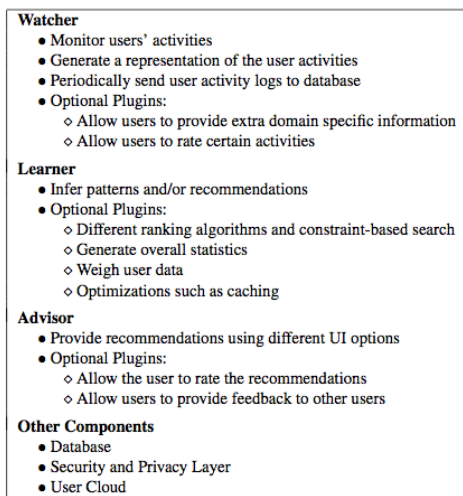 Watcher
• Monitor users' activities
• Generate a representation of the user activities
• Periodically send user activity logs to database
• Optional Plugins:
⋄ Allow users to provide extra domain specific information
⋄ Allow users to rate certain activities
Learner
• Infer patterns and/or recommendations
• Optional Plugins:
⋄ Different ranking algorithms and constraint-based search
⋄ Generate overall statistics
⋄ Weigh user data
⋄ Optimizations such as caching
Advisor
• Provide recommendations using different UI options
• Optional Plugins:
⋄ Allow the user to rate the recommendations
⋄ Allow users to provide feedback to other users
Other Components
• Database
• Security and Privacy Layer
• User Cloud